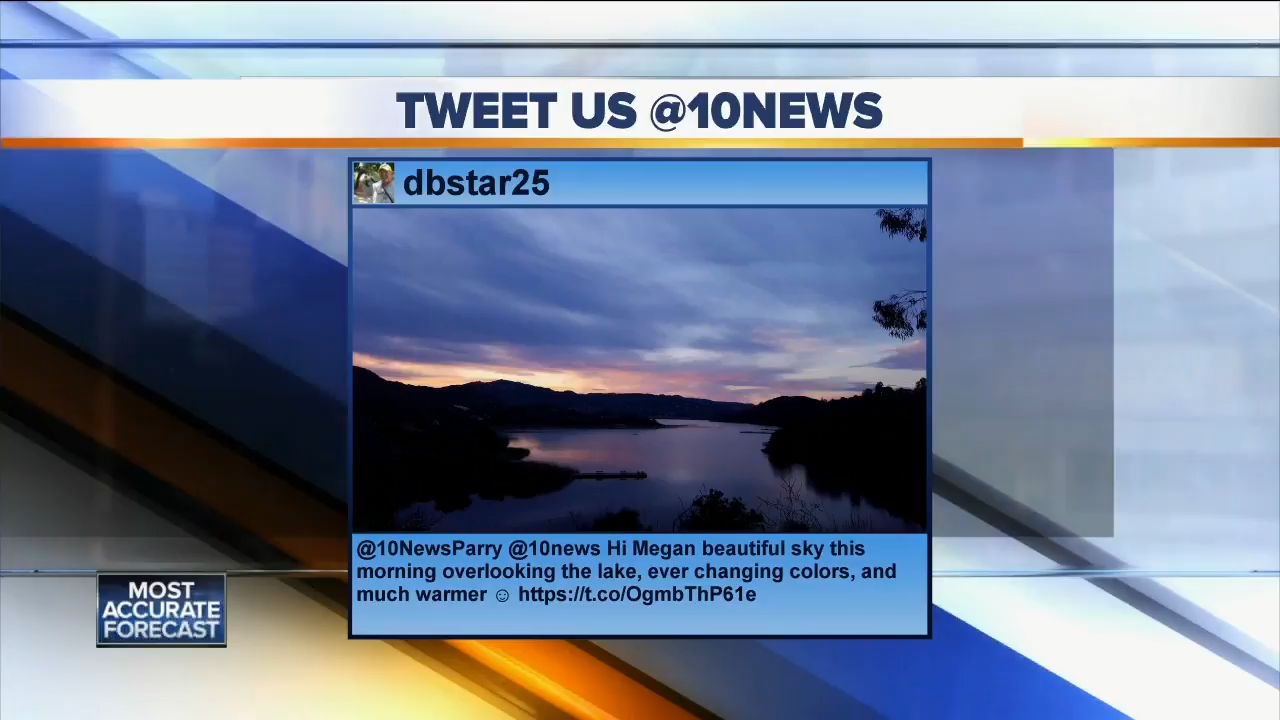 TWEET US @10NEWS
dbstar25
@10NewsParry @10news Hi Megan beautiful sky this
morning overlooking the lake, ever changing colors, and
much warmer ☺ https://t.co/OgmbThP61e
MOST
ACCURATE
FORECAST